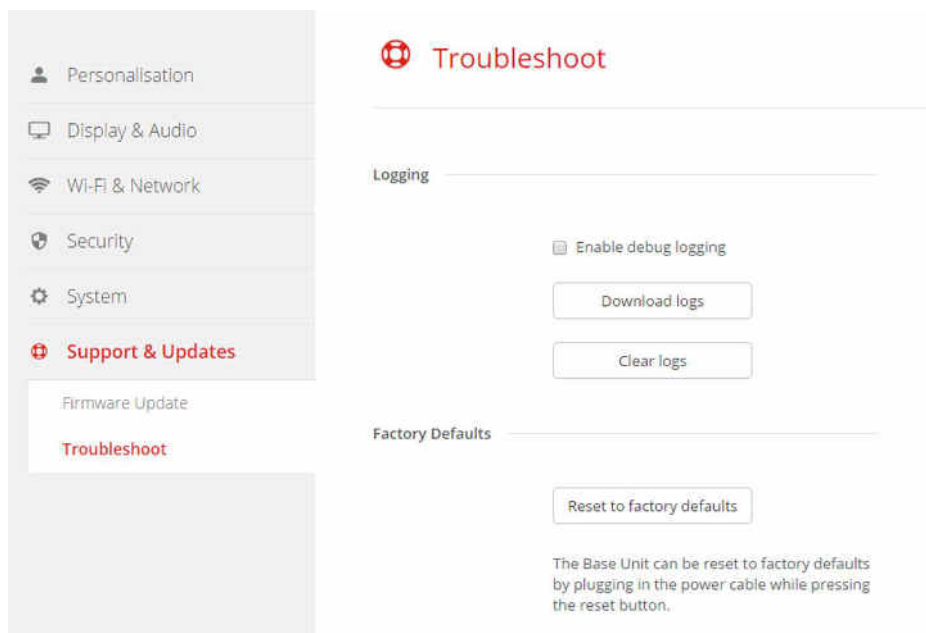 Personalisation
Display & Audio
Wi-Fi & Network
Security
System
Support & Updates
Firmware Update
Troubleshoot
Troubleshoot
Logging
Enable debug logging
Download logs
Clear logs
Factory Defaults
Reset to factory defaults
The Base Unit can be reset to factory defaults
by plugging in the power cable while pressing
the reset button.